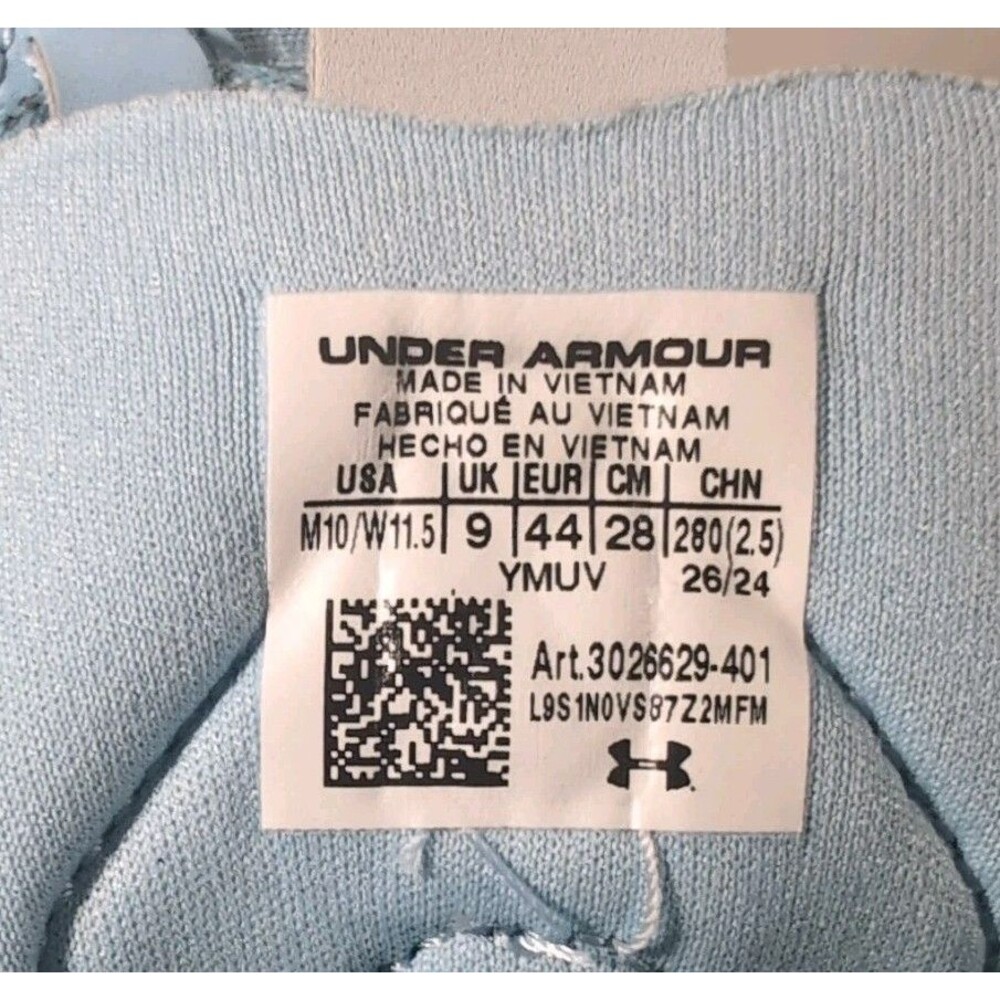 UNDER ARMOUR
MADE IN VIETNAM
FABRIQUÉ AU VIETNAM
HECHO EN VIETNAM
USA | UK | EUR | CM | CHN
M10/W11.5 | 9 | 44 | 28 | 280(2.5)
YMUV 26/24
Art.3026629-401
L9S1N0VS87Z2MFM